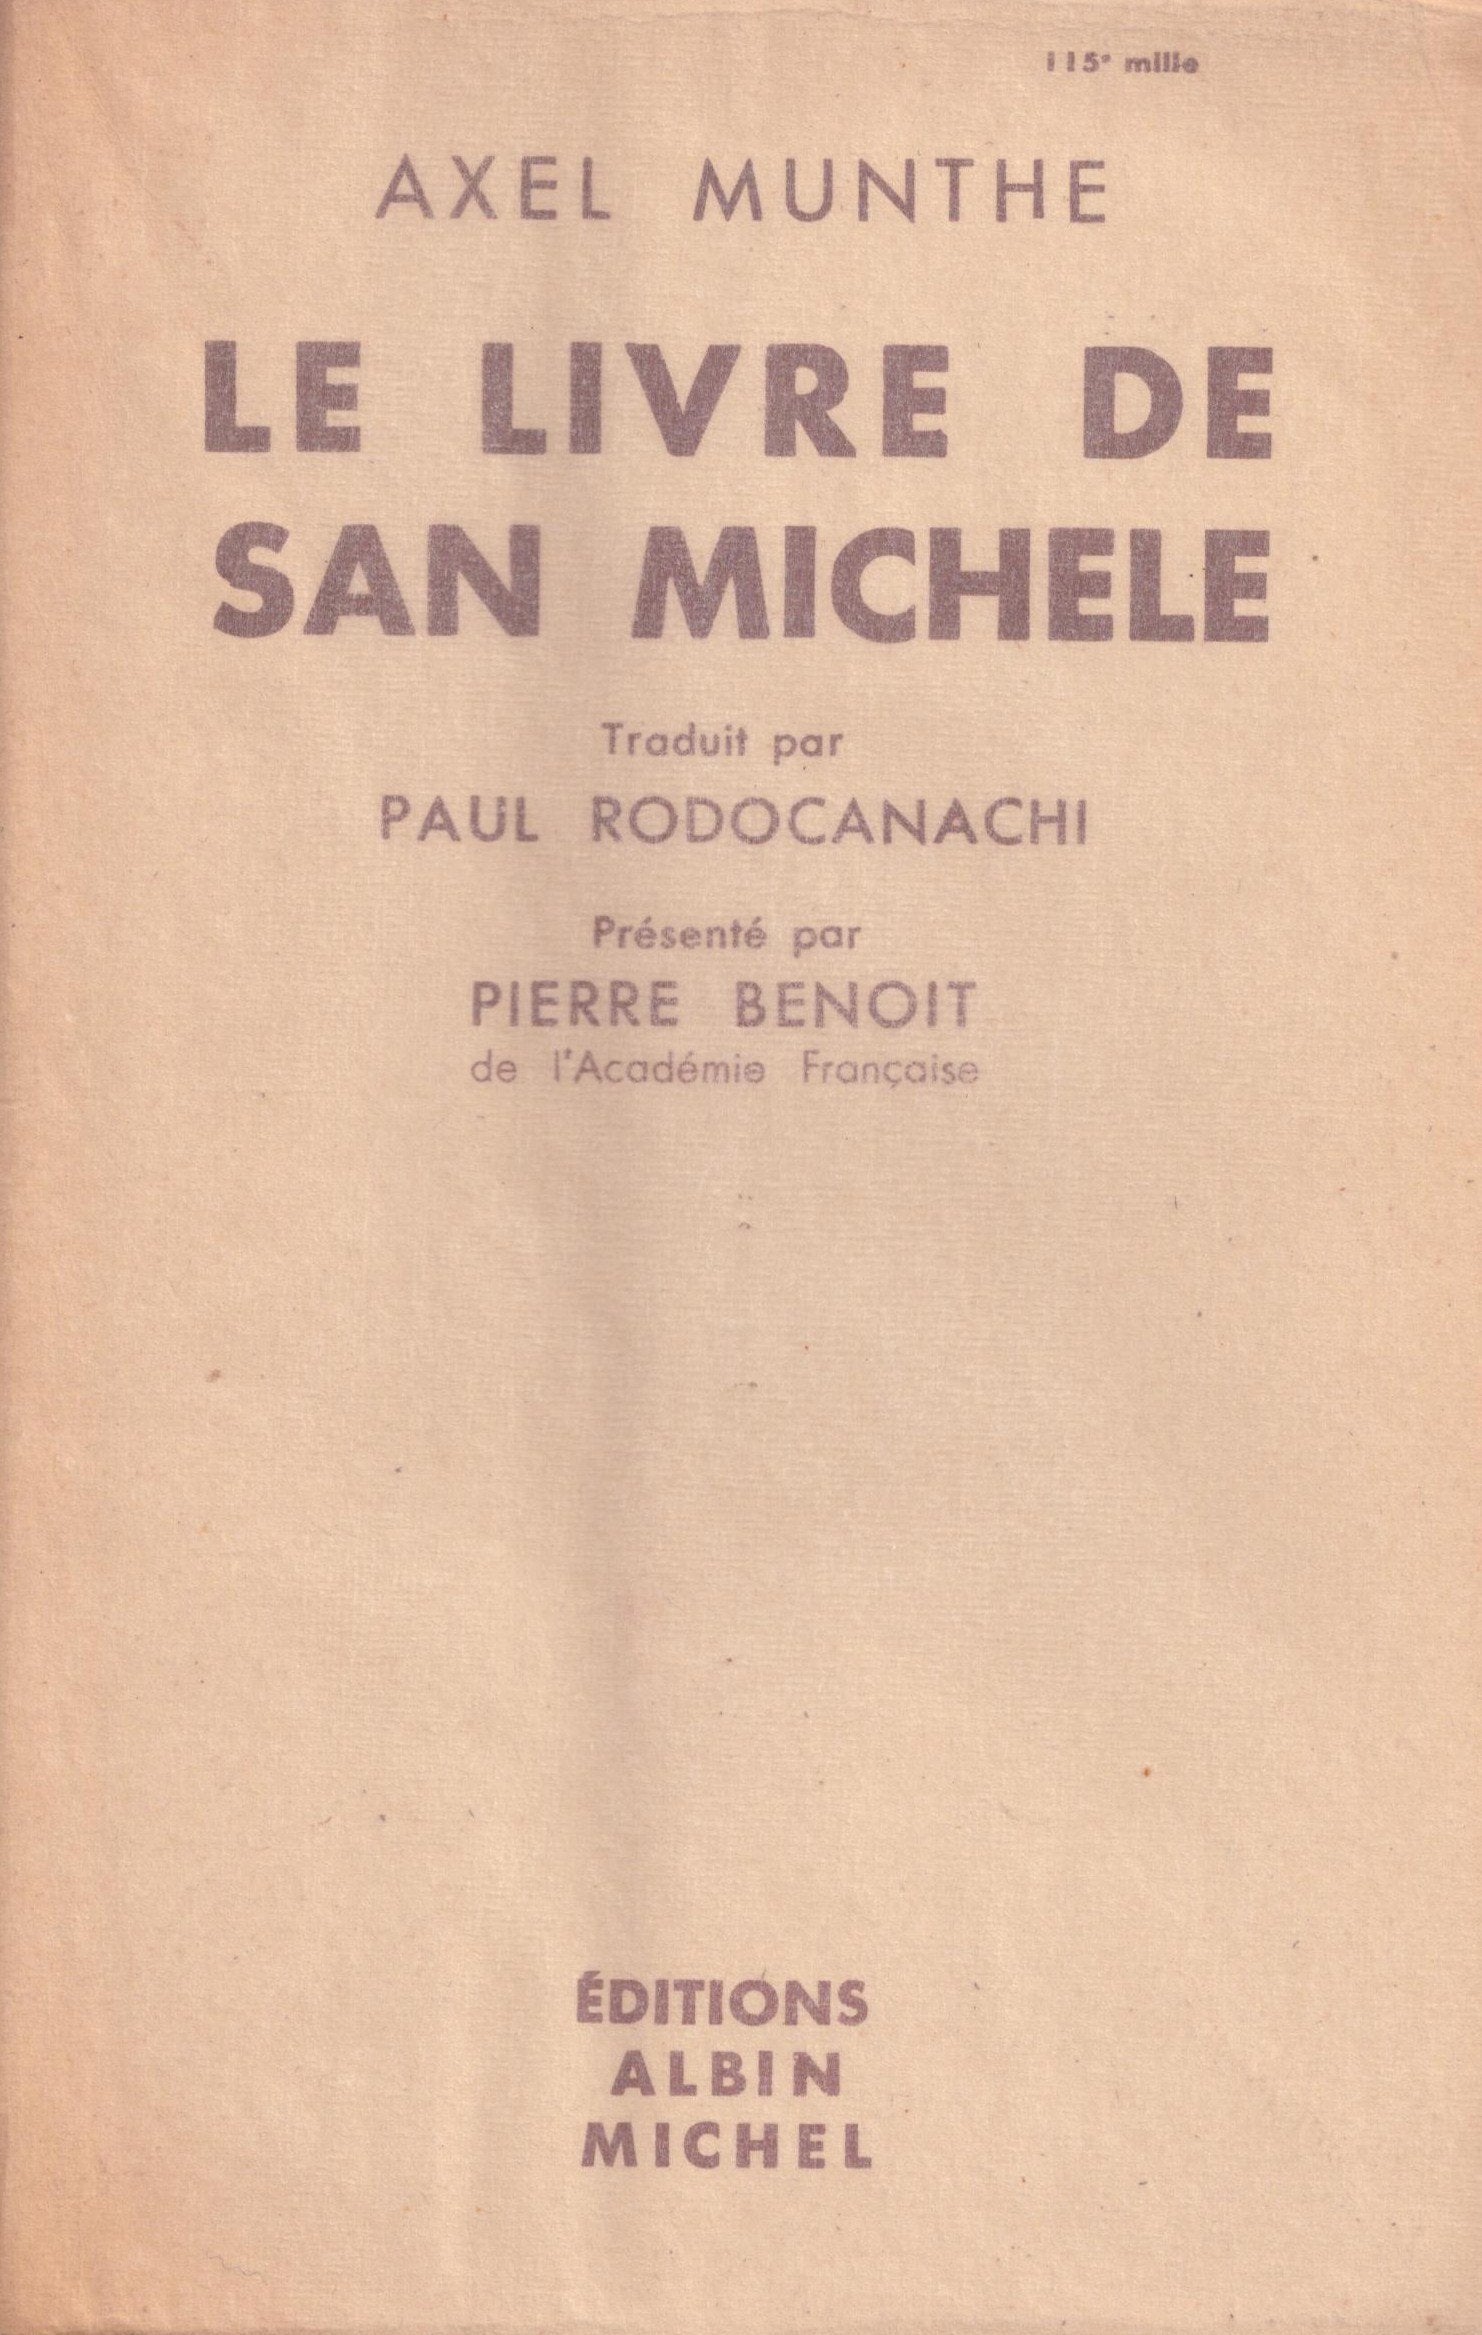 115e mille
AXEL MUNTHE
LE LIVRE DE
SAN MICHELE
Traduit par
PAUL RODOCANACHI
Présenté par
PIERRE BENOIT
de l'Académie Française
ÉDITIONS
ALBIN
MICHEL